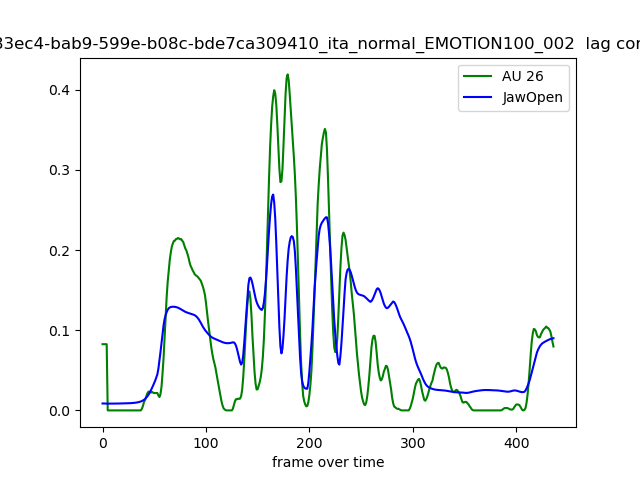 33ec4-bab9-599e-b08c-bde7ca309410_ita_normal_EMOTION100_002 lag cor
AU 26
JawOpen
0.4
0.3
0.2
0.1
0.0
0 100 200 300 400
frame over time